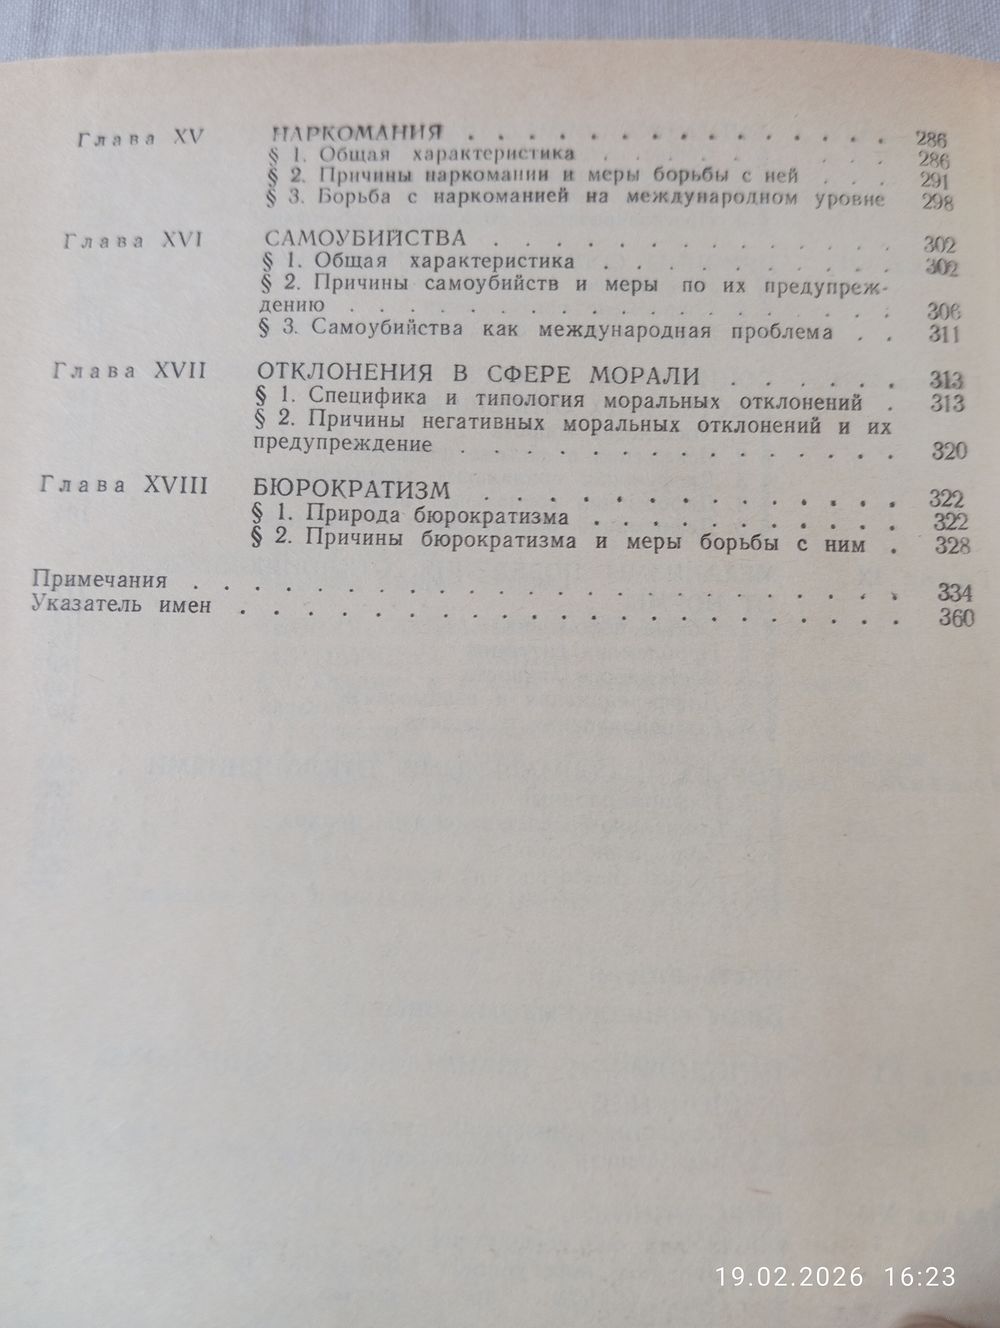 Глава XV НАРКОМАНИЯ . . . . . . . . . . . . . . 286
§ 1. Общая характеристика . . . . . . . . 286
§ 2. Причины наркомании и меры борьбы с ней . . . 291
§ 3. Борьба с наркоманией на международном уровне 298
Глава XVI САМОУБИЙСТВА . . . . . . . . . . . . . 302
§ 1. Общая характеристика . . . . . . . . . . 302
§ 2. Причины самоубийств и меры по их предупреж-
дению . . . . . . . . . . . . . . . . . 306
§ 3. Самоубийства как международная проблема . . 311
Глава XVII ОТКЛОНЕНИЯ В СФЕРЕ МОРАЛИ . . . . . . 313
§ 1. Специфика и типология моральных отклонений . 313
§ 2. Причины негативных моральных отклонений и их
предупреждение . . . . . . . . . . . . . 320
Глава XVIII БЮРОКРАТИЗМ . . . . . . . . . . . . . 322
§ 1. Природа бюрократизма . . . . . . . . . . 322
§ 2. Причины бюрократизма и меры борьбы с ним . 328
Примечания . . . . . . . . . . . . . . . . . . . . . 334
Указатель имен . . . . . . . . . . . . . . . . . . . 360
19.02.2026 16:23